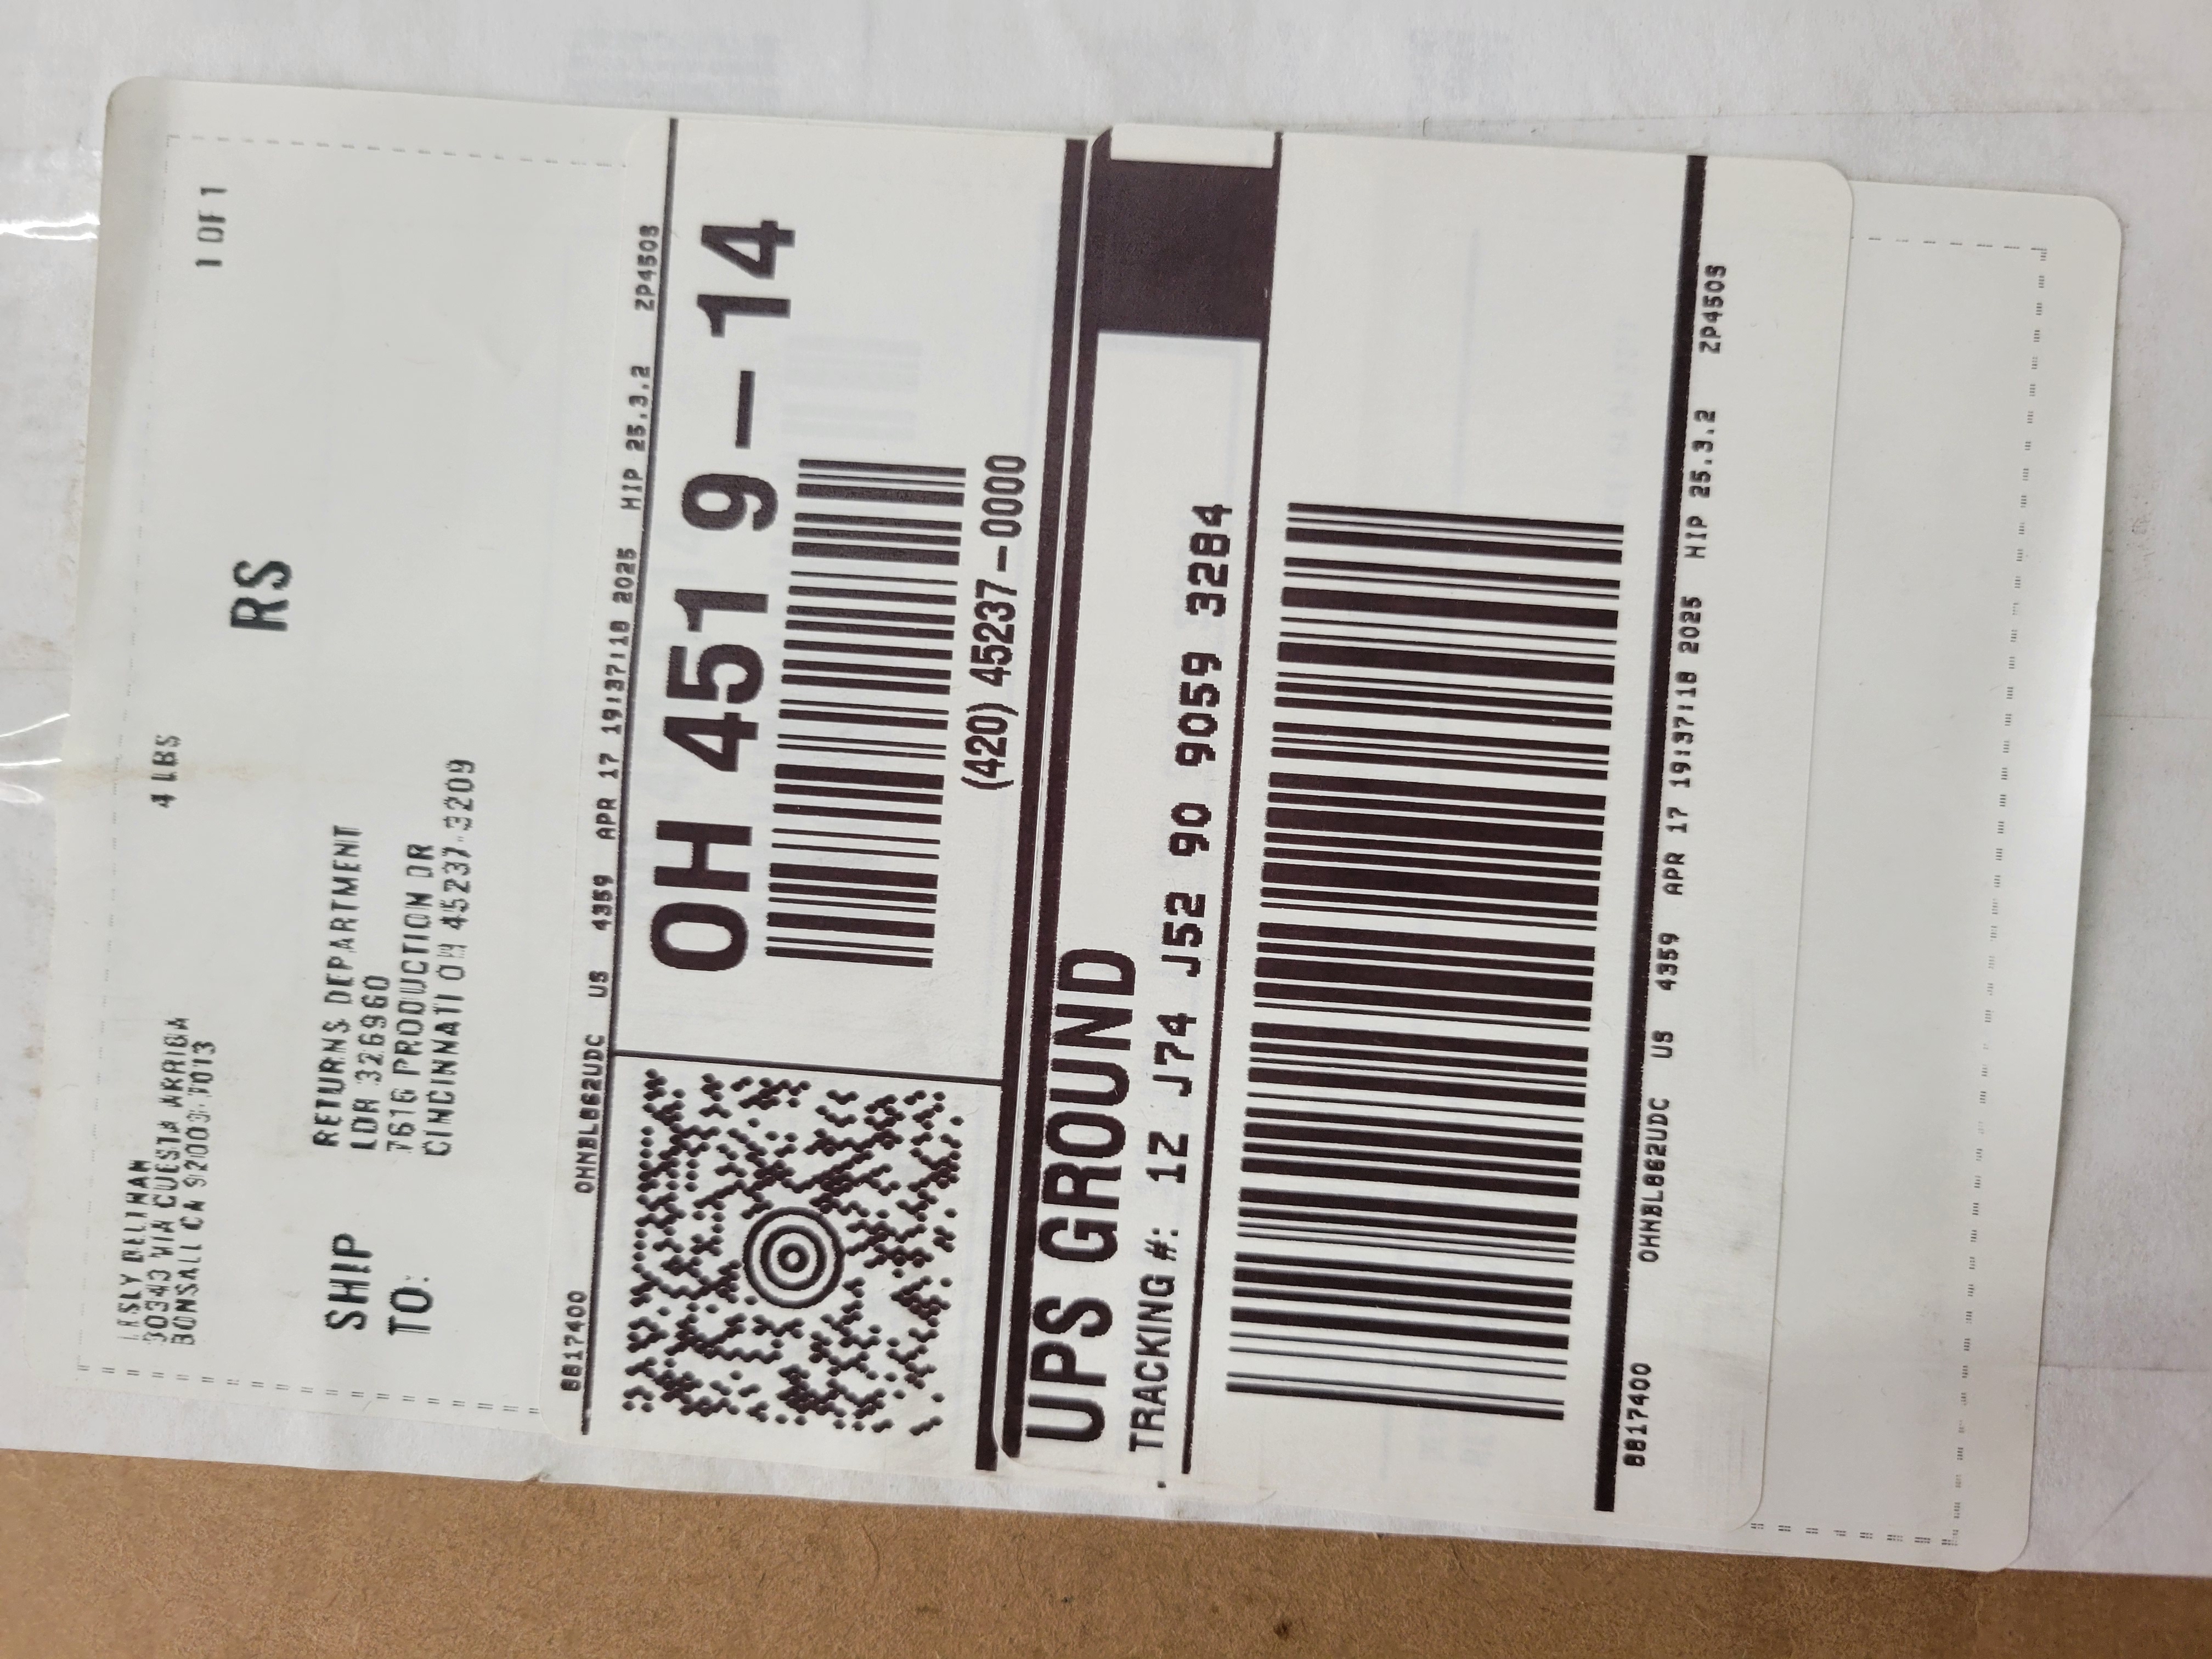 30343 VIA CUESTA ARRIBA
BONSALL CA 92003-7013
4 LBS
1 OF 1
RS
SHIP
TO:
RETURNS DEPARTMENT
LDR 326960
7616 PRODUCTION DR
CINCINNATI OH 45237-3209
8817400 OHNBL862UDC US 4359 APR 17 19:37:18 2025 HIP 25.3.2 ZP450S
OH 451 9-14
(420) 45237-0000
UPS GROUND
TRACKING #: 1Z J74 J52 90 9059 3284
8817400 OHNBL862UDC US 4359 APR 17 19:37:18 2025 HIP 25.3.2 ZP450S